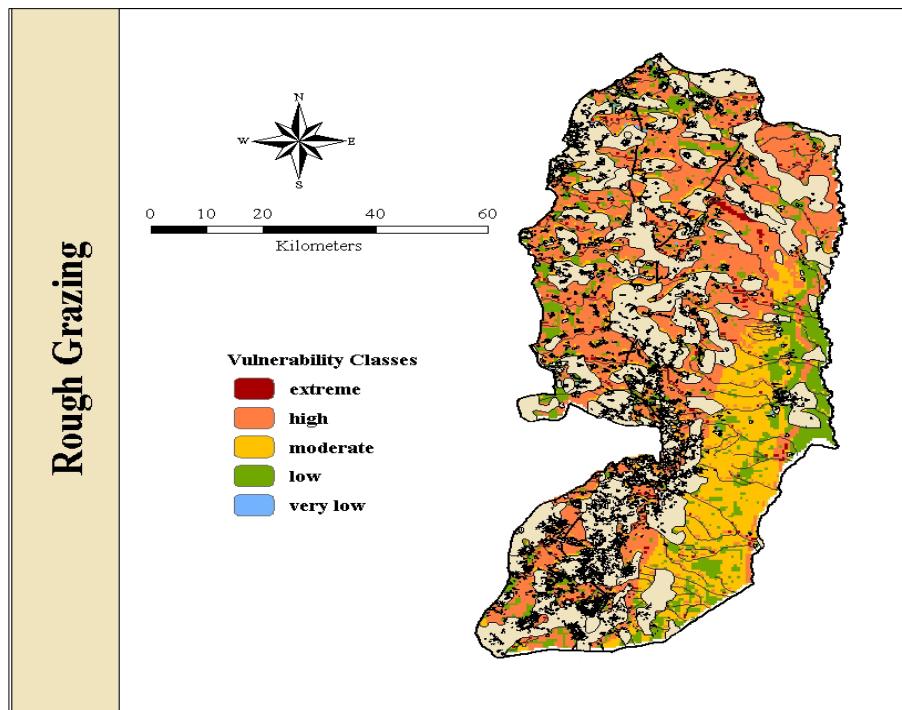 Rough Grazing
N
W E
S
0 10 20 40 60
Kilometers
Vulnerability Classes
extreme
high
moderate
low
very low